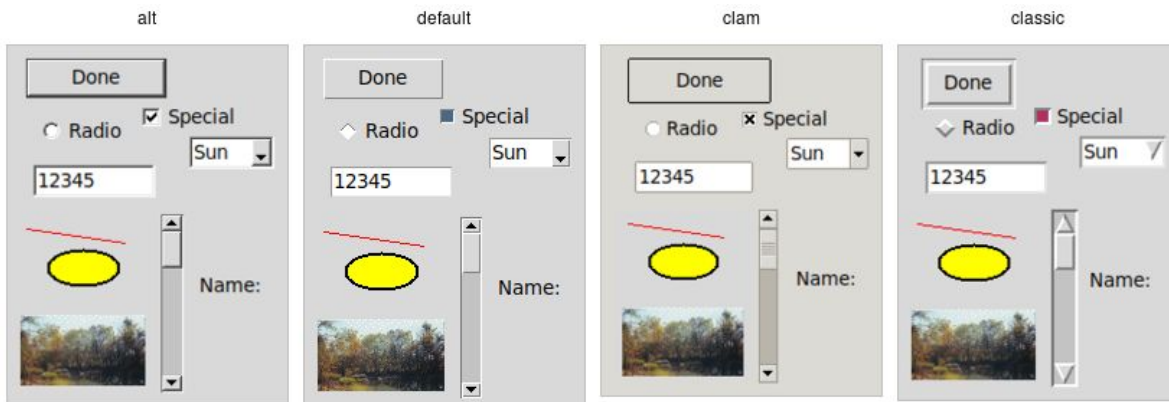 alt
Done
Radio
Special
Sun
12345
Name:
default
Done
Radio
Special
Sun
12345
Name:
clam
Done
Radio
Special
Sun
12345
Name:
classic
Done
Radio
Special
Sun
12345
Name: